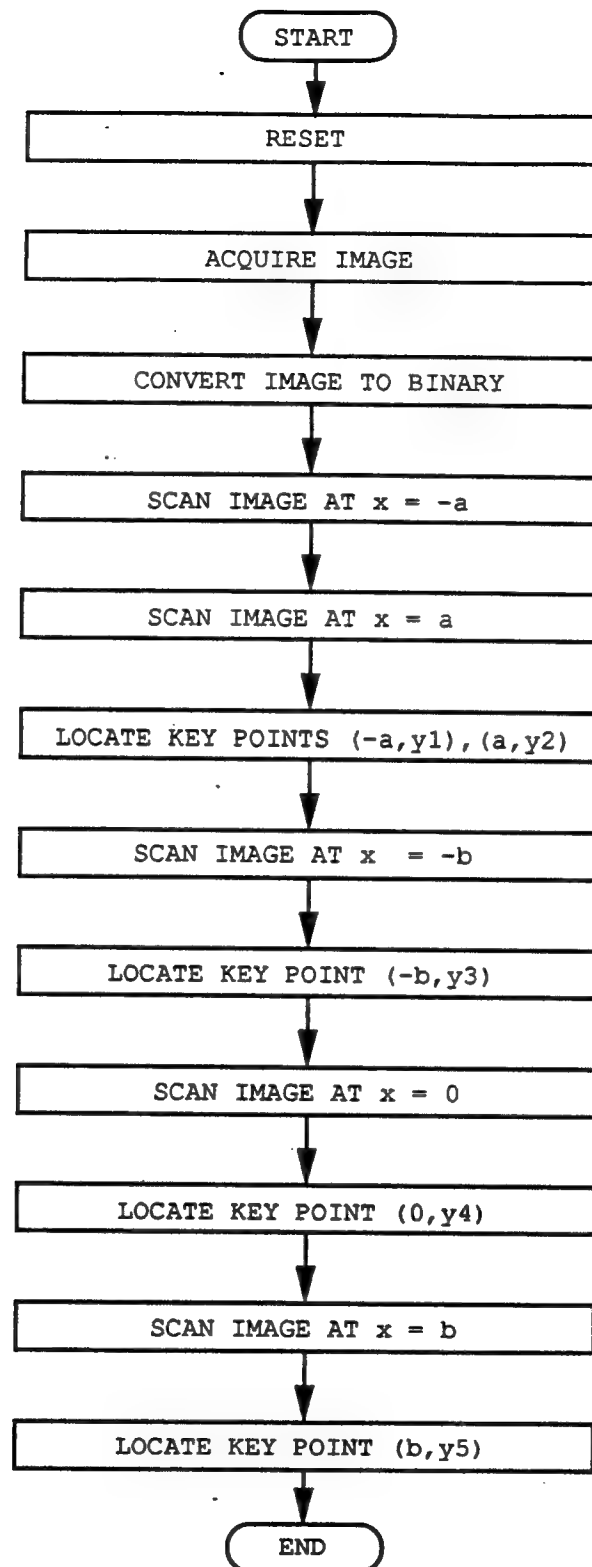 START
RESET
ACQUIRE IMAGE
CONVERT IMAGE TO BINARY
SCAN IMAGE AT x = -a
SCAN IMAGE AT x = a
LOCATE KEY POINTS (-a,y1),(a,y2)
SCAN IMAGE AT x = -b
LOCATE KEY POINT (-b,y3)
SCAN IMAGE AT x = 0
LOCATE KEY POINT (0,y4)
SCAN IMAGE AT x = b
LOCATE KEY POINT (b,y5)
END